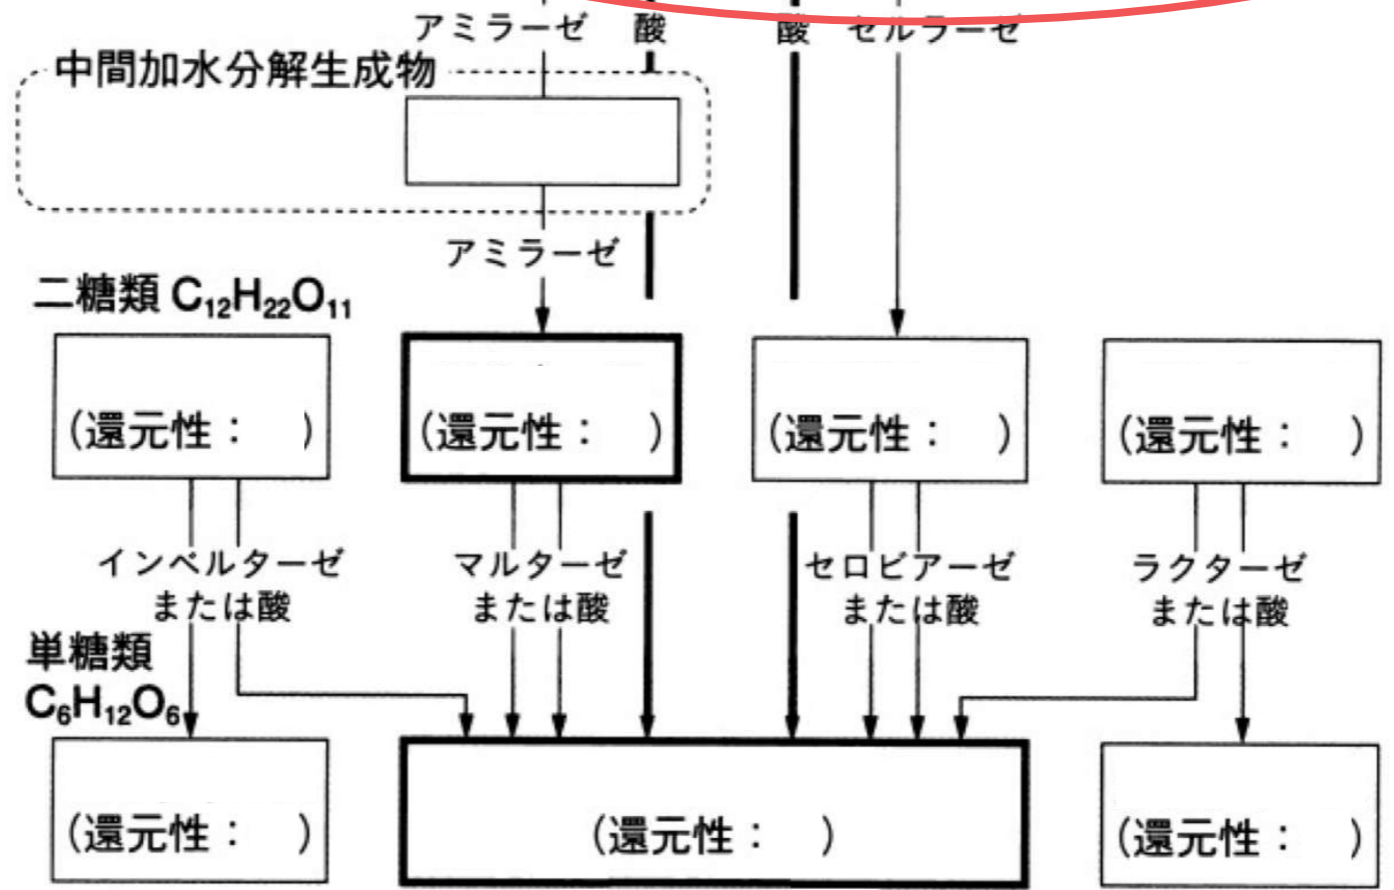 アミラーゼ 酸 酸 セルラーゼ
中間加水分解生成物
アミラーゼ
二糖類 C₁₂H₂₂O₁₁
(還元性： ) (還元性： ) (還元性： ) (還元性： )
インベルターゼ
または酸
マルターゼ
または酸
セロビアーゼ
または酸
ラクターゼ
または酸
単糖類
C₆H₁₂O₆
(還元性： ) (還元性： ) (還元性： )